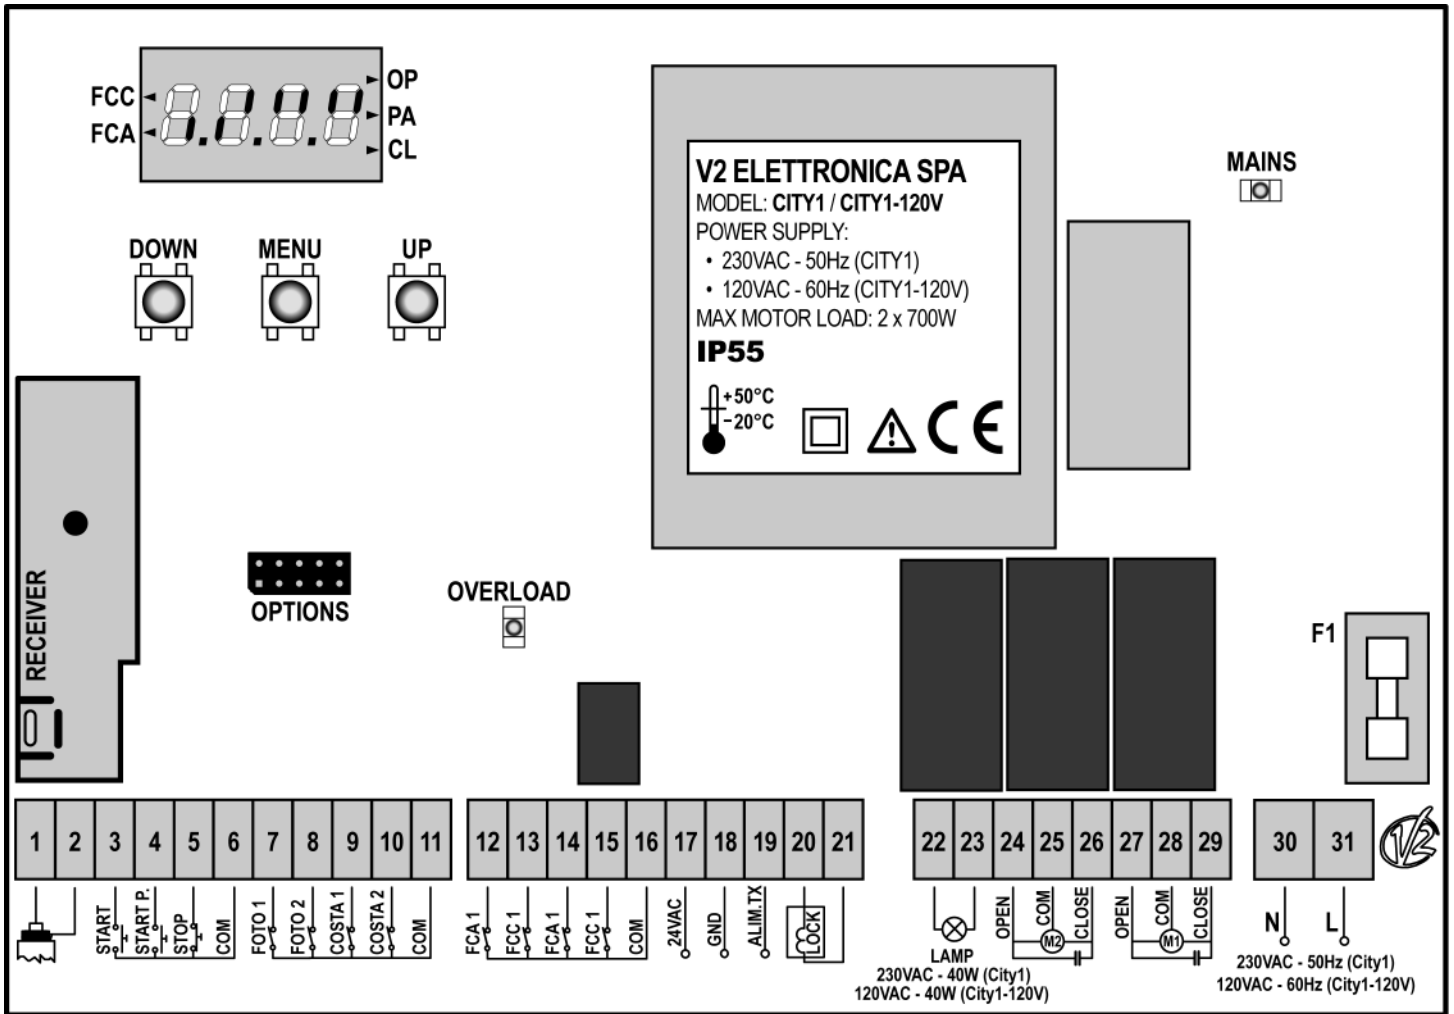 FCC
FCA
OP
PA
CL
DOWN
MENU
UP
V2 ELETTRONICA SPA
MODEL: CITY1 / CITY1-120V
POWER SUPPLY:
• 230VAC - 50Hz (CITY1)
• 120VAC - 60Hz (CITY1-120V)
MAX MOTOR LOAD: 2 x 700W
IP55
+50°C
-20°C
CE
MAINS
RECEIVER
OPTIONS
OVERLOAD
F1
1 2 3 4 5 6 7 8 9 10 11
12 13 14 15 16 17 18 19 20 21
22 23 24 25 26 27 28 29
30 31
V2
START
START P.
STOP
COM
FOTO 1
FOTO 2
COSTA 1
COSTA 2
COM
FCA 1
FCC 1
FCA 1
FCC 1
COM
24VAC
GND
ALIM.TX
LOCK
LAMP
230VAC - 40W (City1)
120VAC - 40W (City1-120V)
OPEN
COM
CLOSE
M2
OPEN
COM
CLOSE
M1
N
L
230VAC - 50Hz (City1)
120VAC - 60Hz (City1-120V)